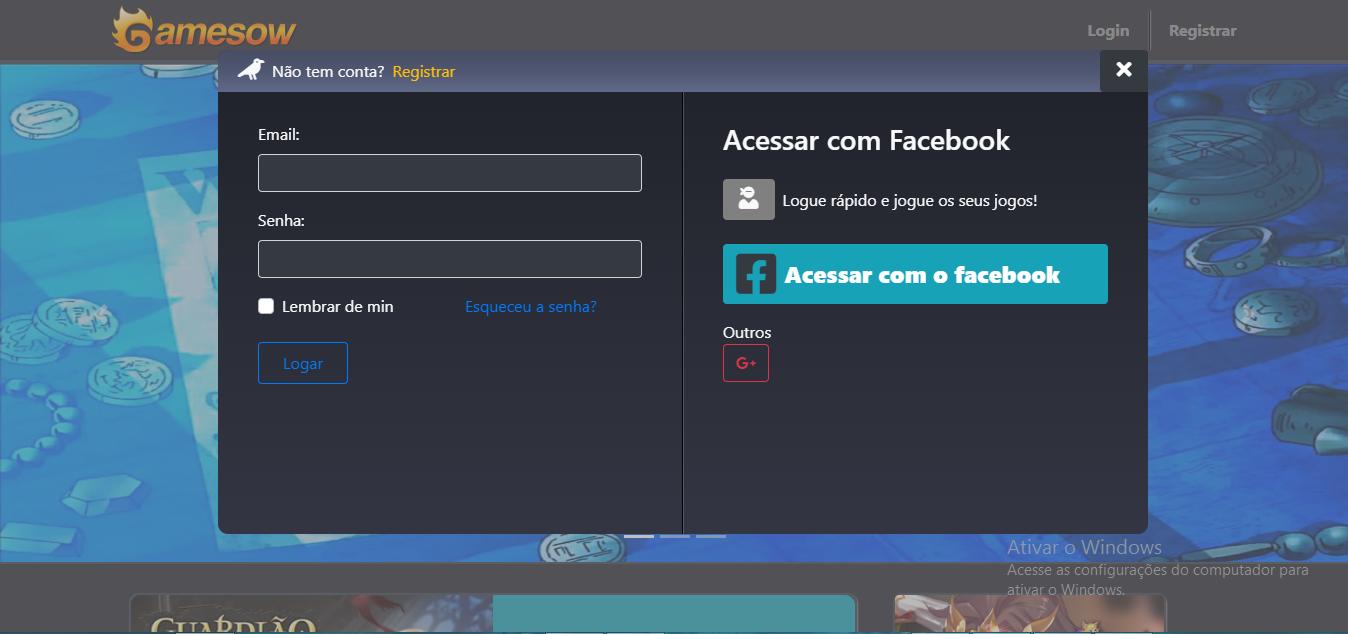 Gamesow
Login
Registrar
Não tem conta? Registrar
Email:
Acessar com Facebook
Logue rápido e jogue os seus jogos!
Senha:
Acessar com o facebook
Lembrar de min
Esqueceu a senha?
Outros
G+
Logar
Ativar o Windows
Acesse as configurações do computador para
ativar o Windows.
GUARDIÃO